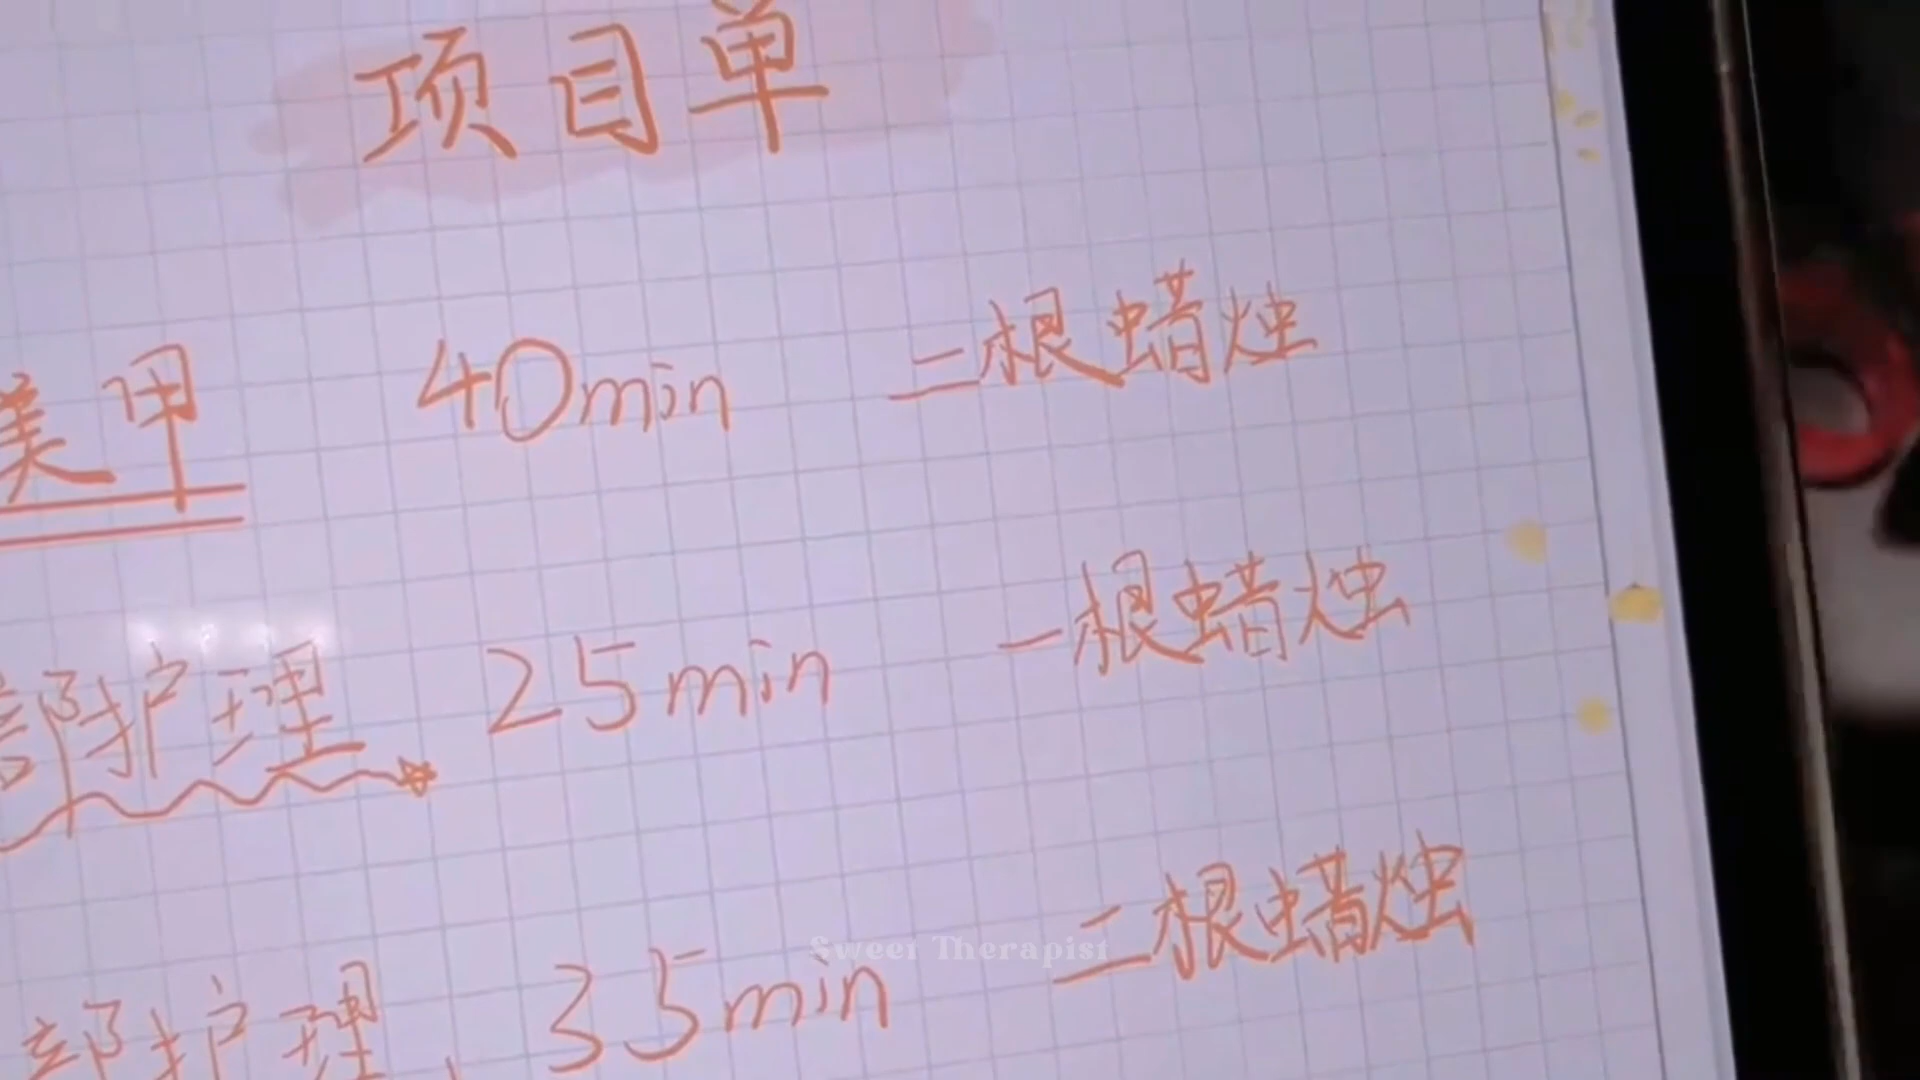 项目单
美甲 40min 二根蜡烛
部护理 25min 一根蜡烛
部护理 35min 二根蜡烛
Sweet Therapist